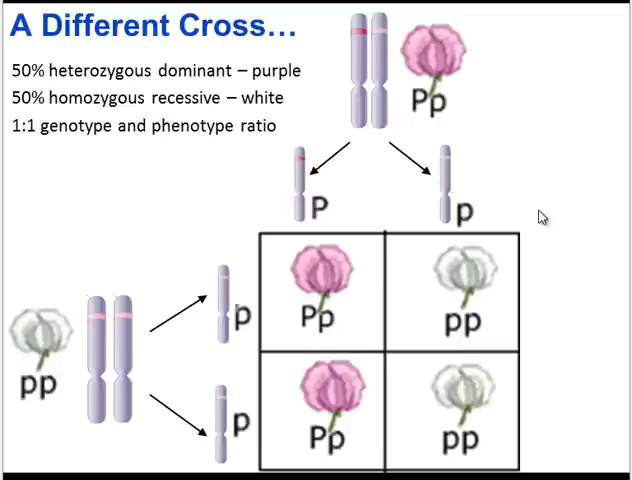 A Different Cross…
50% heterozygous dominant – purple
50% homozygous recessive – white
1:1 genotype and phenotype ratio
Pp
P
p
p
Pp
pp
pp
p
Pp
pp